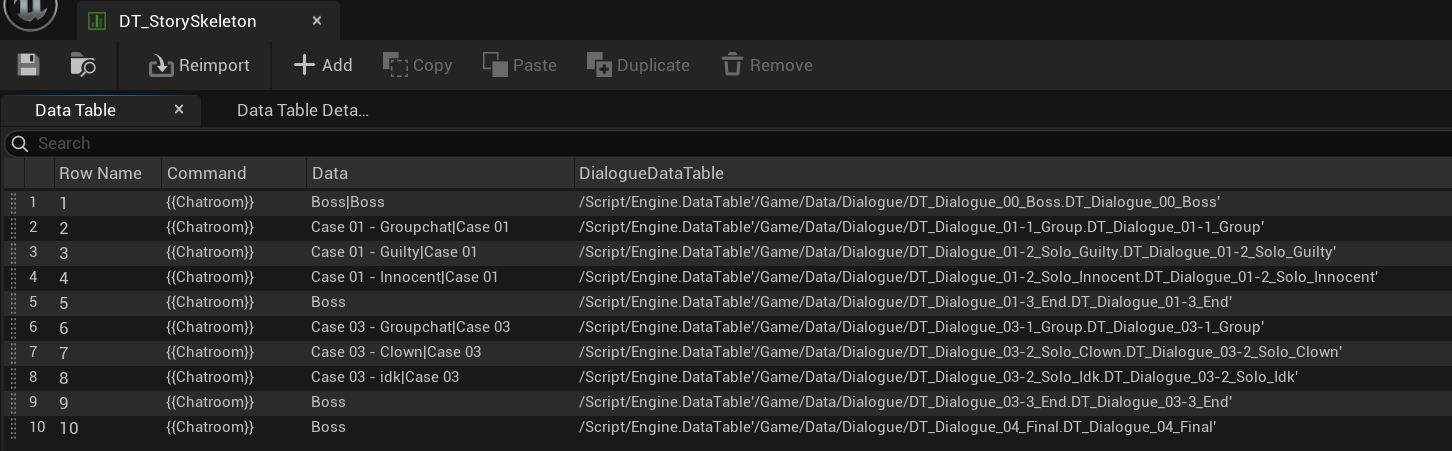 DT_StorySkeleton ×
Reimport Add Copy Paste Duplicate Remove
Data Table × Data Table Deta...
Search
Row Name Command Data DialogueDataTable
1 1 {{Chatroom}} Boss|Boss /Script/Engine.DataTable'/Game/Data/Dialogue/DT_Dialogue_00_Boss.DT_Dialogue_00_Boss'
2 2 {{Chatroom}} Case 01 - Groupchat|Case 01 /Script/Engine.DataTable'/Game/Data/Dialogue/DT_Dialogue_01-1_Group.DT_Dialogue_01-1_Group'
3 3 {{Chatroom}} Case 01 - Guilty|Case 01 /Script/Engine.DataTable'/Game/Data/Dialogue/DT_Dialogue_01-2_Solo_Guilty.DT_Dialogue_01-2_Solo_Guilty'
4 4 {{Chatroom}} Case 01 - Innocent|Case 01 /Script/Engine.DataTable'/Game/Data/Dialogue/DT_Dialogue_01-2_Solo_Innocent.DT_Dialogue_01-2_Solo_Innocent'
5 5 {{Chatroom}} Boss /Script/Engine.DataTable'/Game/Data/Dialogue/DT_Dialogue_01-3_End.DT_Dialogue_01-3_End'
6 6 {{Chatroom}} Case 03 - Groupchat|Case 03 /Script/Engine.DataTable'/Game/Data/Dialogue/DT_Dialogue_03-1_Group.DT_Dialogue_03-1_Group'
7 7 {{Chatroom}} Case 03 - Clown|Case 03 /Script/Engine.DataTable'/Game/Data/Dialogue/DT_Dialogue_03-2_Solo_Clown.DT_Dialogue_03-2_Solo_Clown'
8 8 {{Chatroom}} Case 03 - idk|Case 03 /Script/Engine.DataTable'/Game/Data/Dialogue/DT_Dialogue_03-2_Solo_Idk.DT_Dialogue_03-2_Solo_Idk'
9 9 {{Chatroom}} Boss /Script/Engine.DataTable'/Game/Data/Dialogue/DT_Dialogue_03-3_End.DT_Dialogue_03-3_End'
10 10 {{Chatroom}} Boss /Script/Engine.DataTable'/Game/Data/Dialogue/DT_Dialogue_04_Final.DT_Dialogue_04_Final'